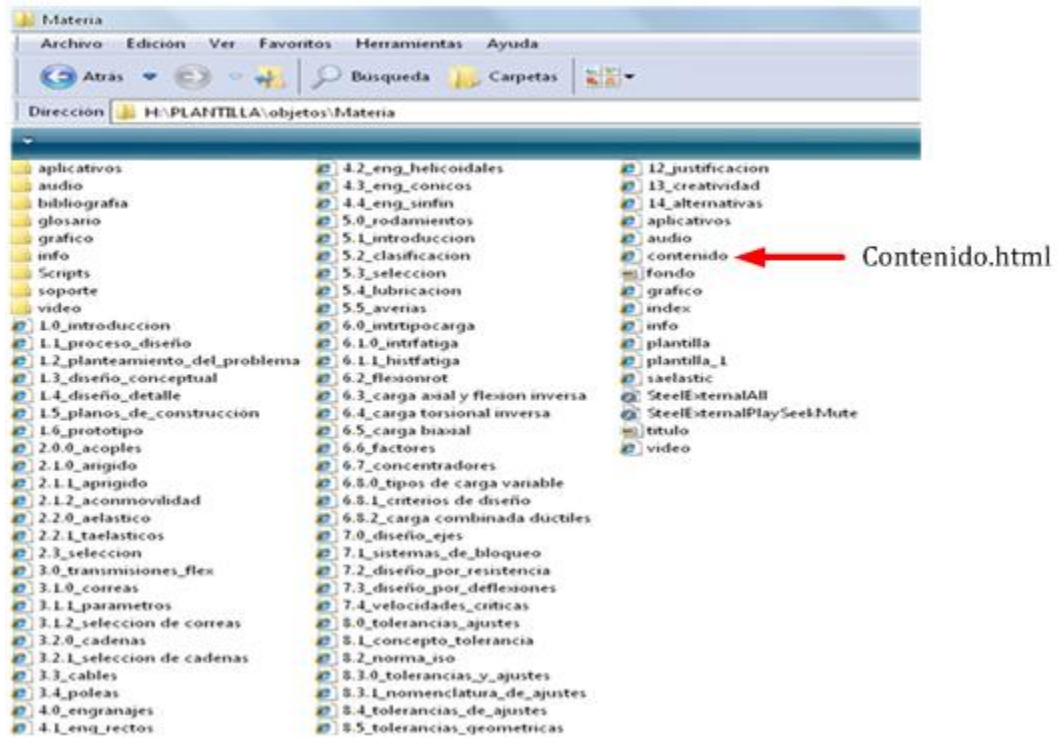 Materia
Archivo Edición Ver Favoritos Herramientas Ayuda
Atrás Búsqueda Carpetas
Dirección H:\PLANTILLA\objetos\Materia
aplicativos
audio
bibliografia
glosario
grafico
info
Scripts
soporte
video
1.0_introduccion
1.1_proceso_diseño
1.2_planteamiento_del_problema
1.3_diseño_conceptual
1.4_diseño_detalle
1.5_planos_de_construcción
1.6_prototipo
2.0.0_acoples
2.1.0_arigido
2.1.1_aprigido
2.1.2_aconmovilidad
2.2.0_aelastico
2.2.1_taelasticos
2.3_seleccion
3.0_transmisiones_flex
3.1.0_correas
3.1.1_parametros
3.1.2_seleccion de correas
3.2.0_cadenas
3.2.1_seleccion de cadenas
3.3_cables
3.4_poleas
4.0_engranajes
4.1_eng_rectos
4.2_eng_helicoidales
4.3_eng_conicos
4.4_eng_sinfin
5.0_rodamientos
5.1_introduccion
5.2_clasificacion
5.3_seleccion
5.4_lubricacion
5.5_averias
6.0_intrtipocarga
6.1.0_intrfatiga
6.1.1_histfatiga
6.2_flexionrot
6.3_carga axial y flexion inversa
6.4_carga torsional inversa
6.5_carga biaxial
6.6_factores
6.7_concentradores
6.8.0_tipos de carga variable
6.8.1_criterios de diseño
6.8.2_carga combinada dúctiles
7.0_diseño_ejes
7.1_sistemas_de_bloqueo
7.2_diseño_por_resistencia
7.3_diseño_por_deflexiones
7.4_velocidades_criticas
8.0_tolerancias_ajustes
8.1_concepto_tolerancia
8.2_norma_iso
8.3.0_tolerancias_y_ajustes
8.3.1_nomenclatura_de_ajustes
8.4_tolerancias_de_ajustes
8.5_tolerancias_geometricas
12_justificacion
13_creatividad
14_alternativas
aplicativos
audio
contenido
fondo
grafico
index
info
plantilla
plantilla_1
saelastic
SteelExternalAll
SteelExternalPlaySeekMute
titulo
video
Contenido.html